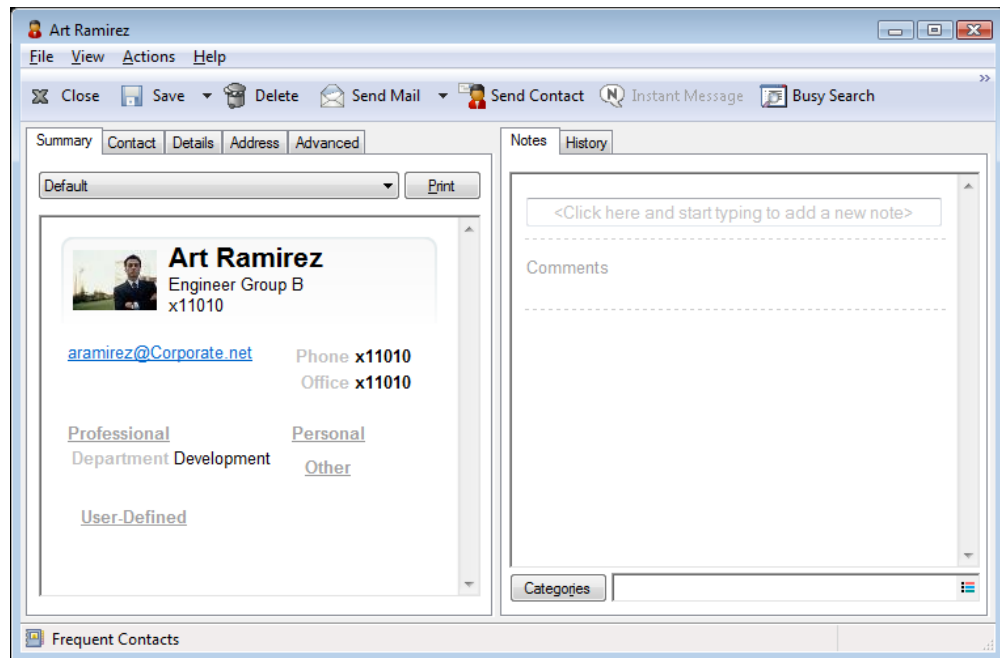 Art Ramirez
File View Actions Help
Close Save Delete Send Mail Send Contact Instant Message Busy Search
Summary Contact Details Address Advanced
Default Print
Art Ramirez
Engineer Group B
x11010
aramirez@Corporate.net Phone x11010
Office x11010
Professional Personal
Department Development
Other
User-Defined
Notes History
<Click here and start typing to add a new note>
Comments
Categories
Frequent Contacts